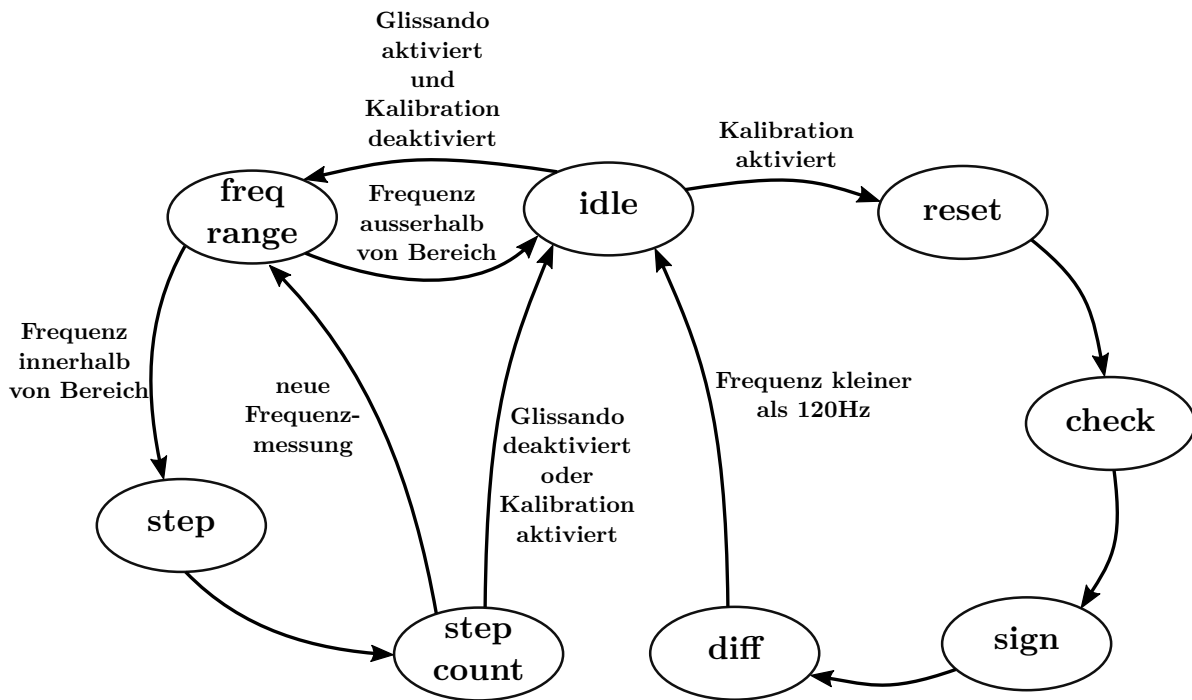 Glissando
aktiviert
und
Kalibration
deaktiviert
Kalibration
aktiviert
freq
range
Frequenz
ausserhalb
von Bereich
idle
reset
Frequenz
innerhalb
von Bereich
neue
Frequenz-
messung
Glissando
deaktiviert
oder
Kalibration
aktiviert
Frequenz kleiner
als 120Hz
check
step
step
count
diff
sign